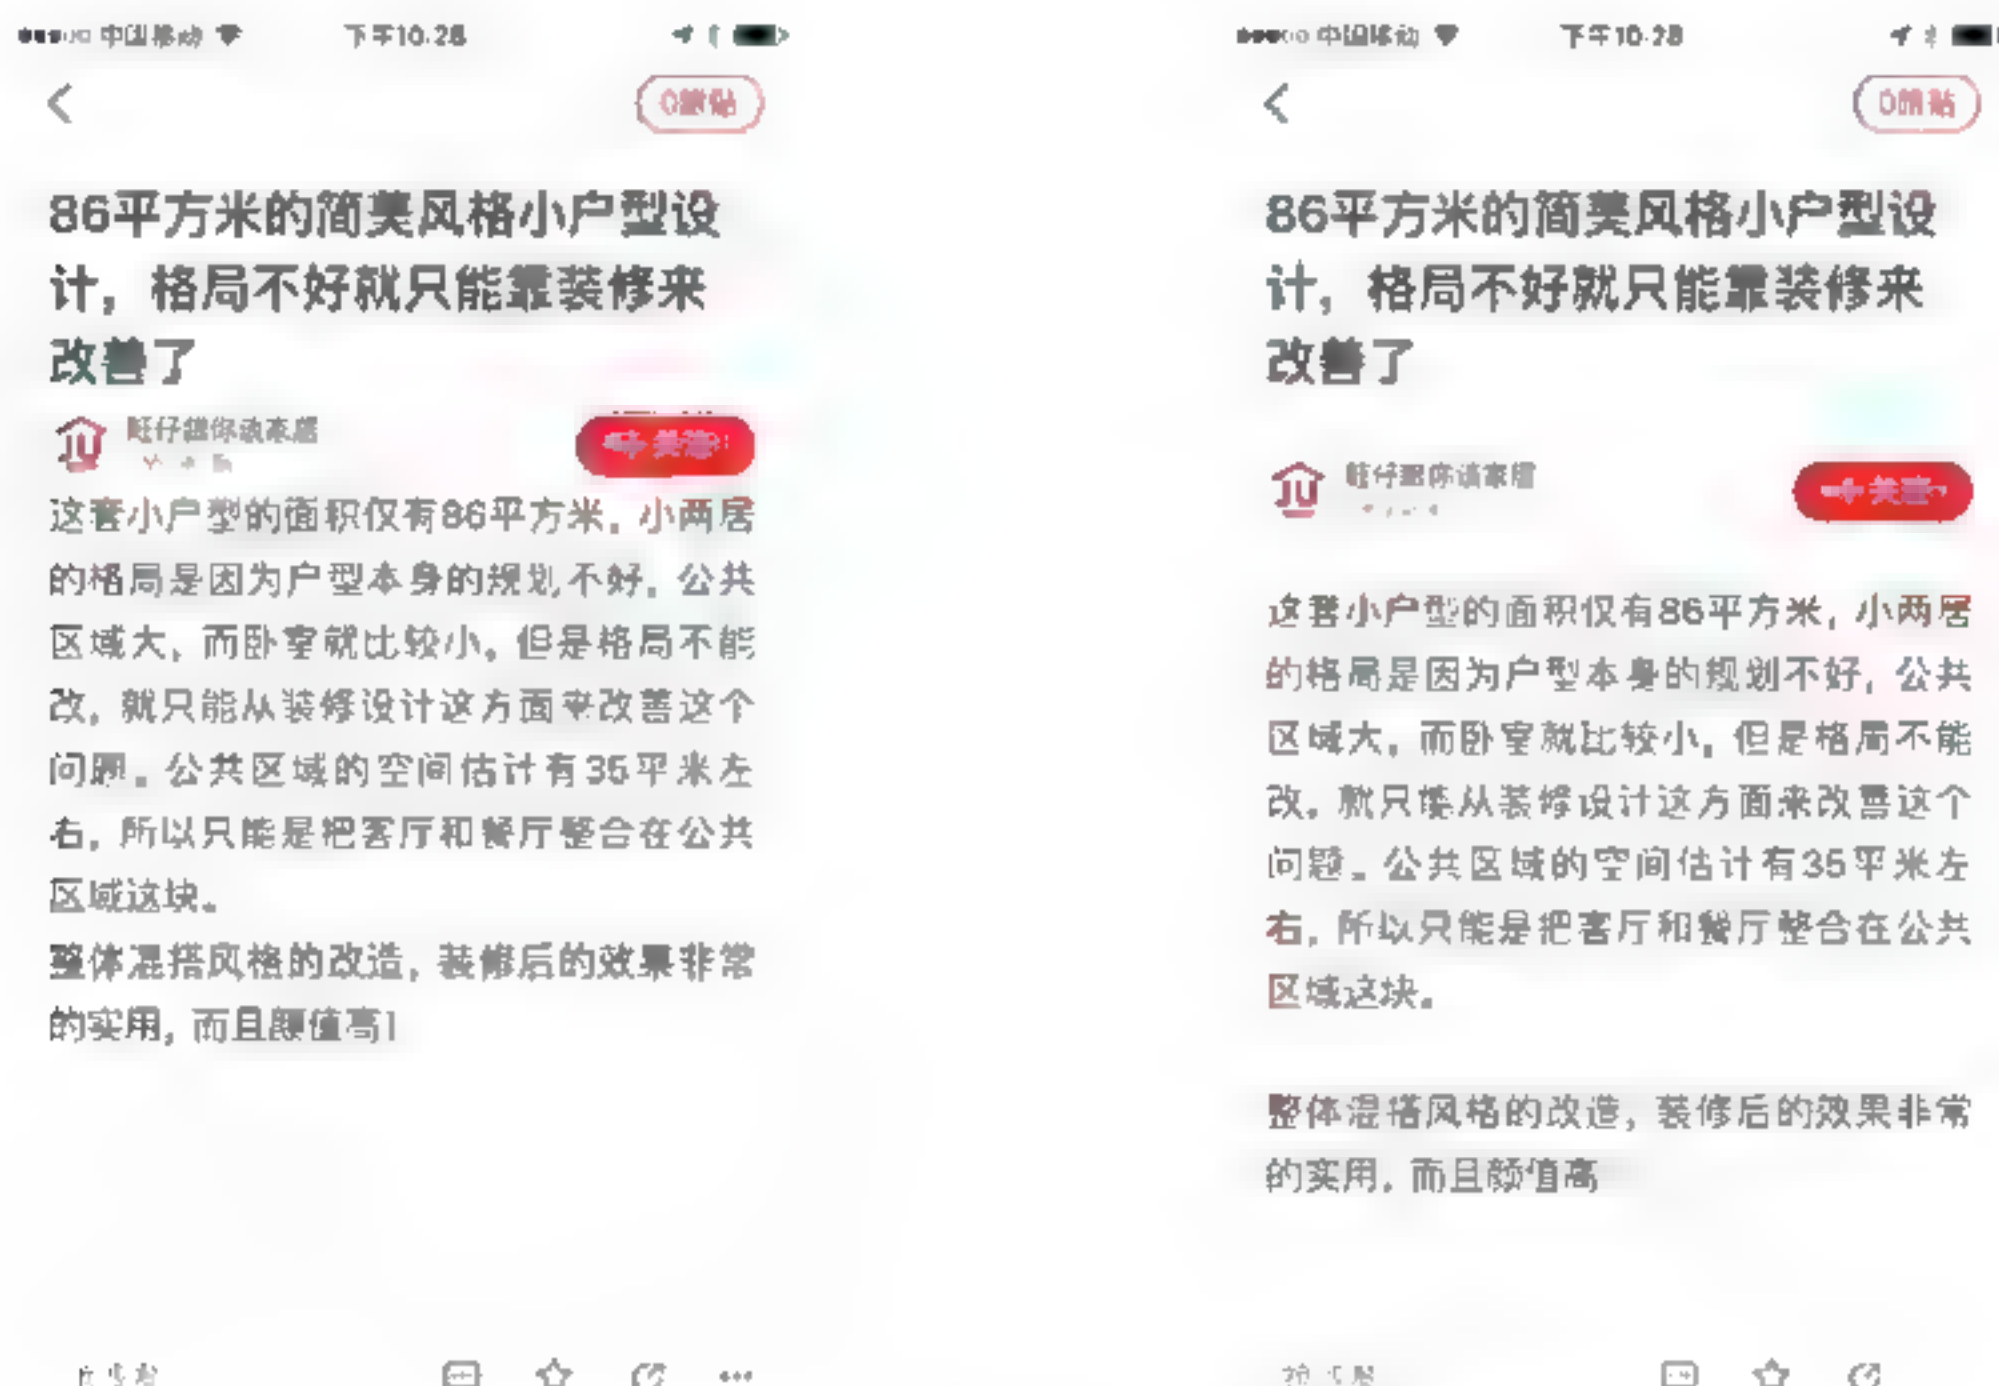 中国移动 下午10:28
86平方米的简美风格小户型设
计，格局不好就只能靠装修来
改善了
这套小户型的面积仅有86平方米，小两居
的格局是因为户型本身的规划不好，公共
区域大，而卧室就比较小，但是格局不能
改，就只能从装修设计这方面来改善这个
问题。公共区域的空间估计有35平米左
右，所以只能是把客厅和餐厅整合在公共
区域这块。
整体混搭风格的改造，装修后的效果非常
的实用，而且颜值高！
中国移动 下午10:28
86平方米的简美风格小户型设
计，格局不好就只能靠装修来
改善了
+关注
这套小户型的面积仅有86平方米，小两居
的格局是因为户型本身的规划不好，公共
区域大，而卧室就比较小，但是格局不能
改，就只能从装修设计这方面来改善这个
问题。公共区域的空间估计有35平米左
右，所以只能是把客厅和餐厅整合在公共
区域这块。
整体混搭风格的改造，装修后的效果非常
的实用，而且颜值高